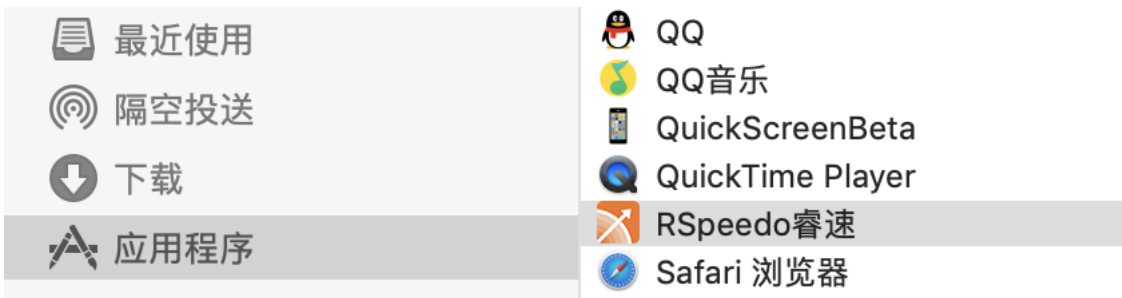 最近使用
隔空投送
下载
应用程序
QQ
QQ音乐
QuickScreenBeta
QuickTime Player
RSpeedo睿速
Safari 浏览器